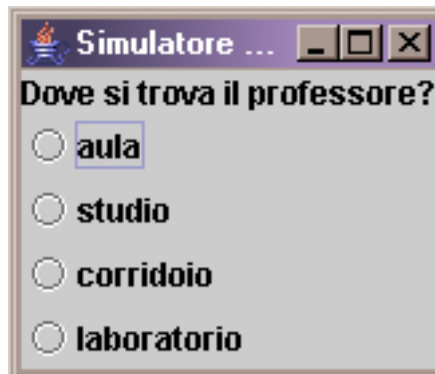 Simulatore ...
Dove si trova il professore?
aula
studio
corridoio
laboratorio